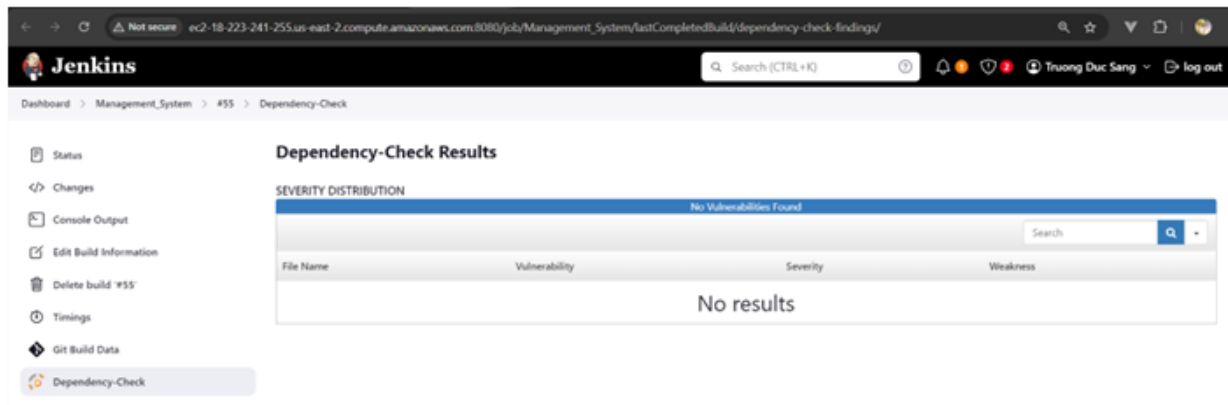 Not secure ec2-18-223-241-255.us-east-2.compute.amazonaws.com:8080/job/Management_System/lastCompletedBuild/dependency-check-findings/
Jenkins Search (CTRL+K) 1 2 Truong Duc Sang log out
Dashboard > Management_System > #55 > Dependency-Check
Status
Changes
Console Output
Edit Build Information
Delete build '#55'
Timings
Git Build Data
Dependency-Check
Dependency-Check Results
SEVERITY DISTRIBUTION
No Vulnerabilities Found
Search
File Name Vulnerability Severity Weakness
No results